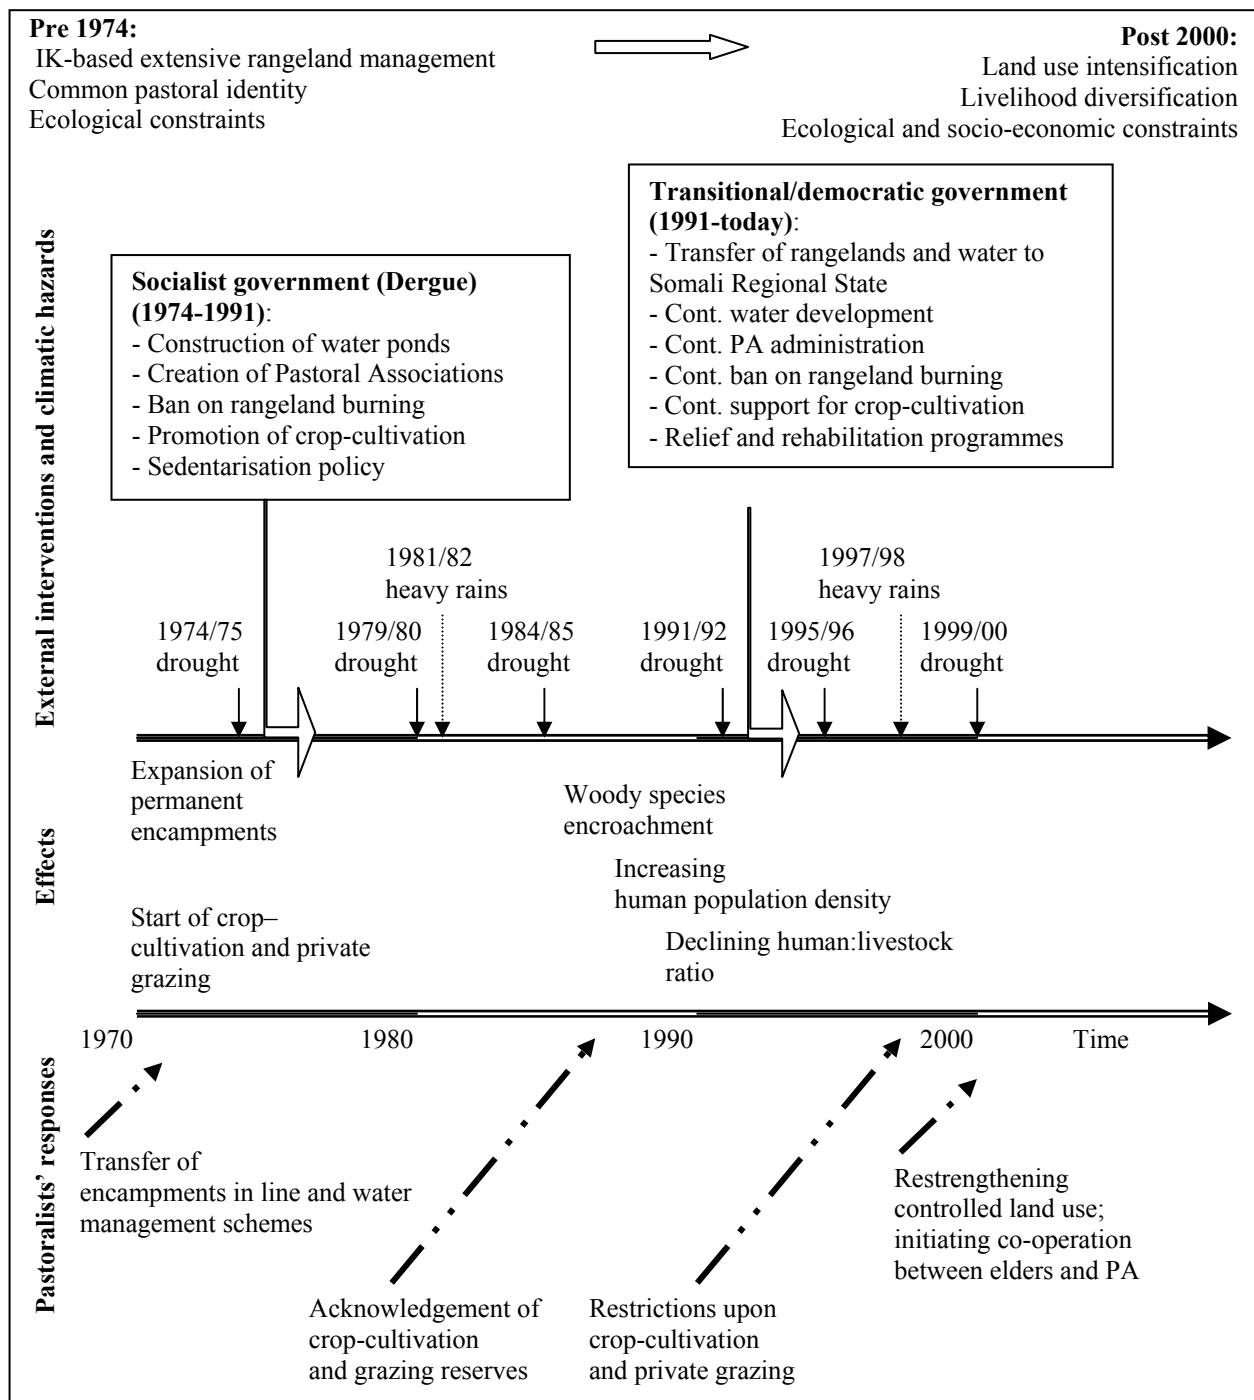 Pre 1974:
IK-based extensive rangeland management
Common pastoral identity
Ecological constraints
Post 2000:
Land use intensification
Livelihood diversification
Ecological and socio-economic constraints
External interventions and climatic hazards
Socialist government (Dergue)
(1974-1991):
- Construction of water ponds
- Creation of Pastoral Associations
- Ban on rangeland burning
- Promotion of crop-cultivation
- Sedentarisation policy
Transitional/democratic government
(1991-today):
- Transfer of rangelands and water to
Somali Regional State
- Cont. water development
- Cont. PA administration
- Cont. ban on rangeland burning
- Cont. support for crop-cultivation
- Relief and rehabilitation programmes
1974/75
drought
1979/80
drought
1981/82
heavy rains
1984/85
drought
1991/92
drought
1995/96
drought
1997/98
heavy rains
1999/00
drought
Effects
Expansion of
permanent
encampments
Start of crop–
cultivation and private
grazing
Woody species
encroachment
Increasing
human population density
Declining human:livestock
ratio
1970
1980
1990
2000
Time
Pastoralists’ responses
Transfer of
encampments in line and water
management schemes
Acknowledgement of
crop-cultivation
and grazing reserves
Restrictions upon
crop-cultivation
and private grazing
Restrengthening
controlled land use;
initiating co-operation
between elders and PA